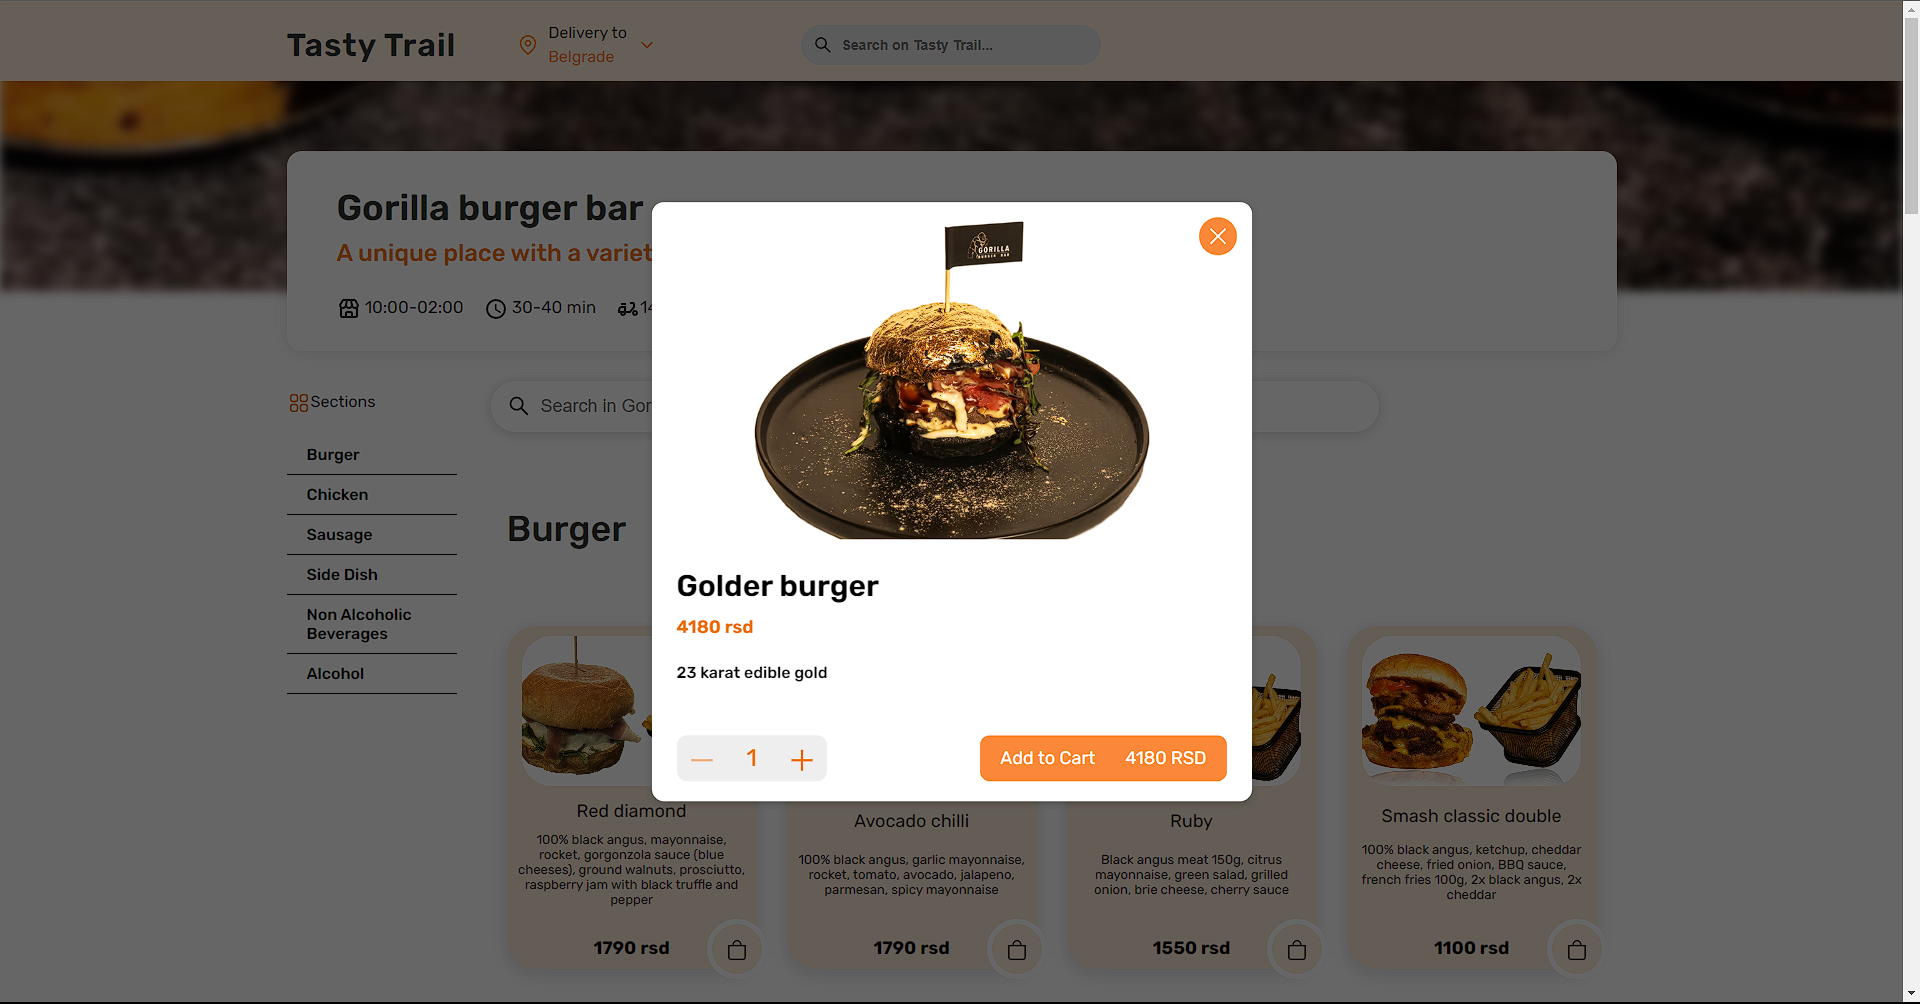 Tasty Trail
Delivery to
Belgrade
Search on Tasty Trail...
Gorilla burger bar
A unique place with a variet
10:00-02:00
30-40 min
14
Sections
Search in Gor
Burger
Chicken
Sausage
Side Dish
Non Alcoholic
Beverages
Alcohol
Burger
GORILLA
BURGER BAR
Golder burger
4180 rsd
23 karat edible gold
1
Add to Cart 4180 RSD
Red diamond
100% black angus, mayonnaise,
rocket, gorgonzola sauce (blue
cheeses), ground walnuts, prosciutto,
raspberry jam with black truffle and
pepper
1790 rsd
Avocado chilli
100% black angus, garlic mayonnaise,
rocket, tomato, avocado, jalapeno,
parmesan, spicy mayonnaise
1790 rsd
Ruby
Black angus meat 150g, citrus
mayonnaise, green salad, grilled
onion, brie cheese, cherry sauce
1550 rsd
Smash classic double
100% black angus, ketchup, cheddar
cheese, fried onion, BBQ sauce,
french fries 100g, 2x black angus, 2x
cheddar
1100 rsd